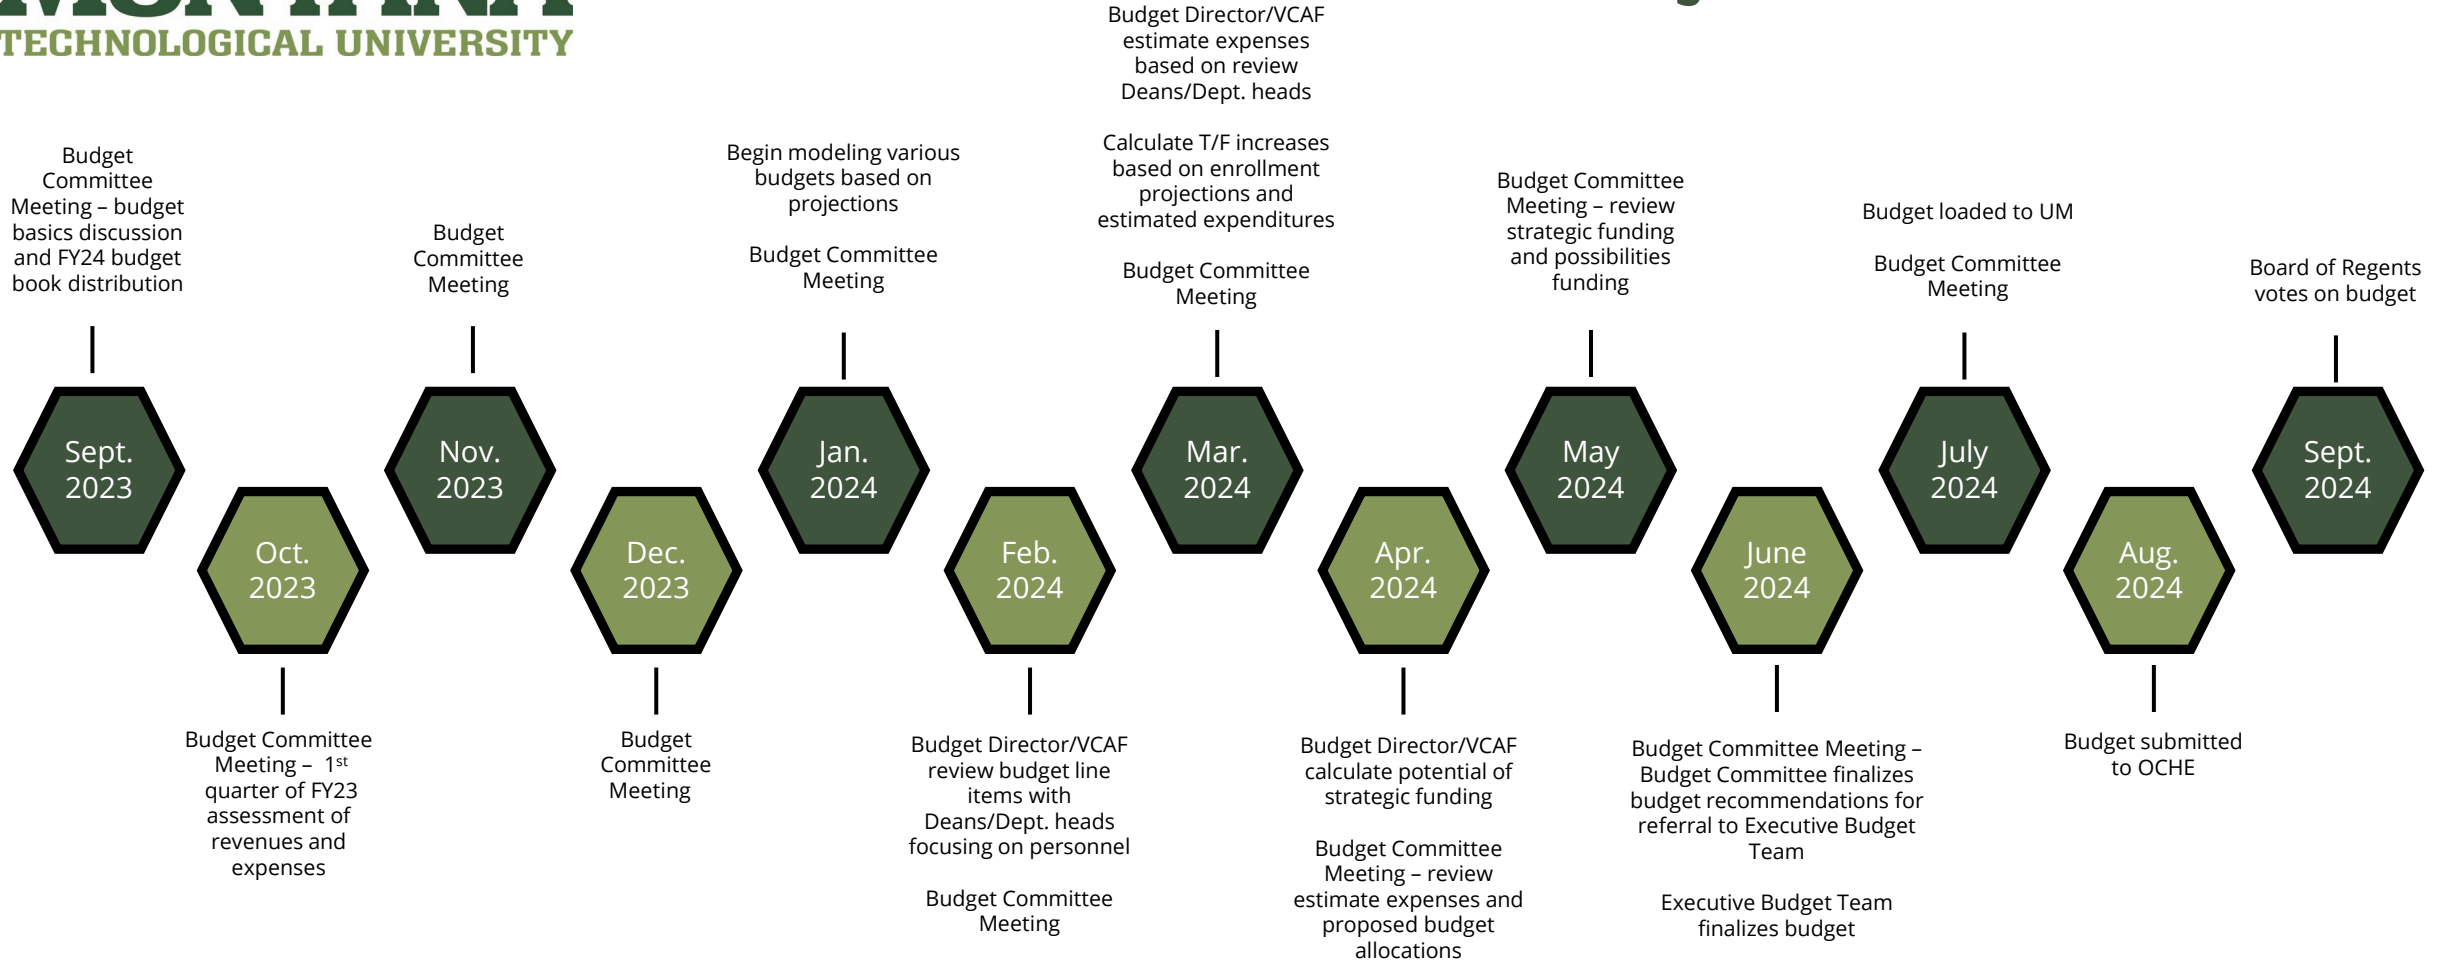 TECHNOLOGICAL UNIVERSITY
Budget Director/VCAF
estimate expenses
based on review
Deans/Dept. heads
Calculate T/F increases
based on enrollment
projections and
estimated expenditures
Budget Committee
Meeting
Budget
Committee
Meeting – budget
basics discussion
and FY24 budget
book distribution
Budget
Committee
Meeting
Begin modeling various
budgets based on
projections
Budget Committee
Meeting
Budget Committee
Meeting – review
strategic funding
and possibilities
funding
Budget loaded to UM
Budget Committee
Meeting
Board of Regents
votes on budget
Sept.
2023
Oct.
2023
Nov.
2023
Dec.
2023
Jan.
2024
Feb.
2024
Mar.
2024
Apr.
2024
May
2024
June
2024
July
2024
Aug.
2024
Sept.
2024
Budget Committee
Meeting – 1st
quarter of FY23
assessment of
revenues and
expenses
Budget
Committee
Meeting
Budget Director/VCAF
review budget line
items with
Deans/Dept. heads
focusing on personnel
Budget Committee
Meeting
Budget Director/VCAF
calculate potential of
strategic funding
Budget Committee
Meeting – review
estimate expenses and
proposed budget
allocations
Budget Committee Meeting –
Budget Committee finalizes
budget recommendations for
referral to Executive Budget
Team
Executive Budget Team
finalizes budget
Budget submitted
to OCHE